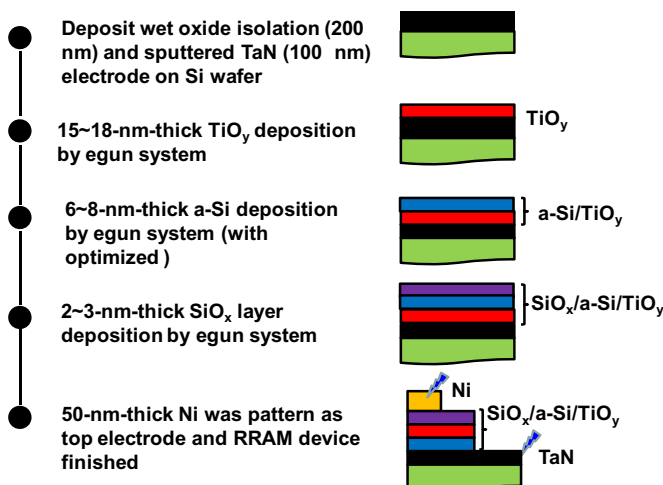 Deposit wet oxide isolation (200
nm) and sputtered TaN (100 nm)
electrode on Si wafer
15~18-nm-thick TiOy deposition
by egun system
TiOy
6~8-nm-thick a-Si deposition
by egun system (with
optimized )
a-Si/TiOy
2~3-nm-thick SiOx layer
deposition by egun system
SiOx/a-Si/TiOy
50-nm-thick Ni was pattern as
top electrode and RRAM device
finished
Ni
SiOx/a-Si/TiOy
TaN